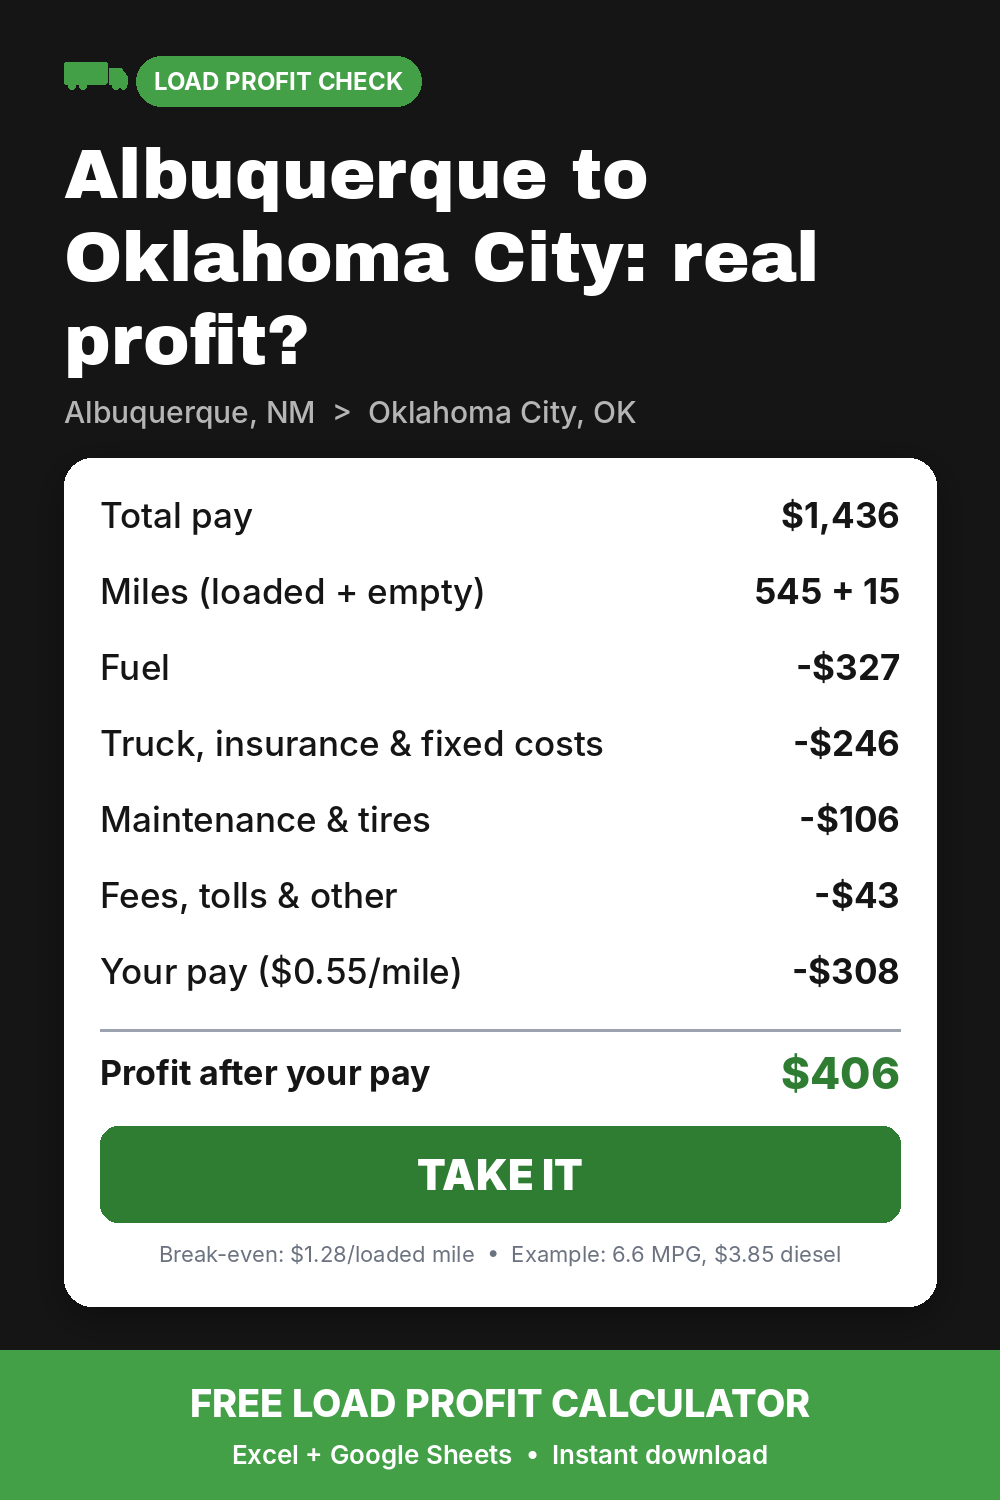 LOAD PROFIT CHECK
Albuquerque to
Oklahoma City: real
profit?
Albuquerque, NM > Oklahoma City, OK
Total pay $1,436
Miles (loaded + empty) 545 + 15
Fuel -$327
Truck, insurance & fixed costs -$246
Maintenance & tires -$106
Fees, tolls & other -$43
Your pay ($0.55/mile) -$308
Profit after your pay $406
TAKE IT
Break-even: $1.28/loaded mile • Example: 6.6 MPG, $3.85 diesel
FREE LOAD PROFIT CALCULATOR
Excel + Google Sheets • Instant download